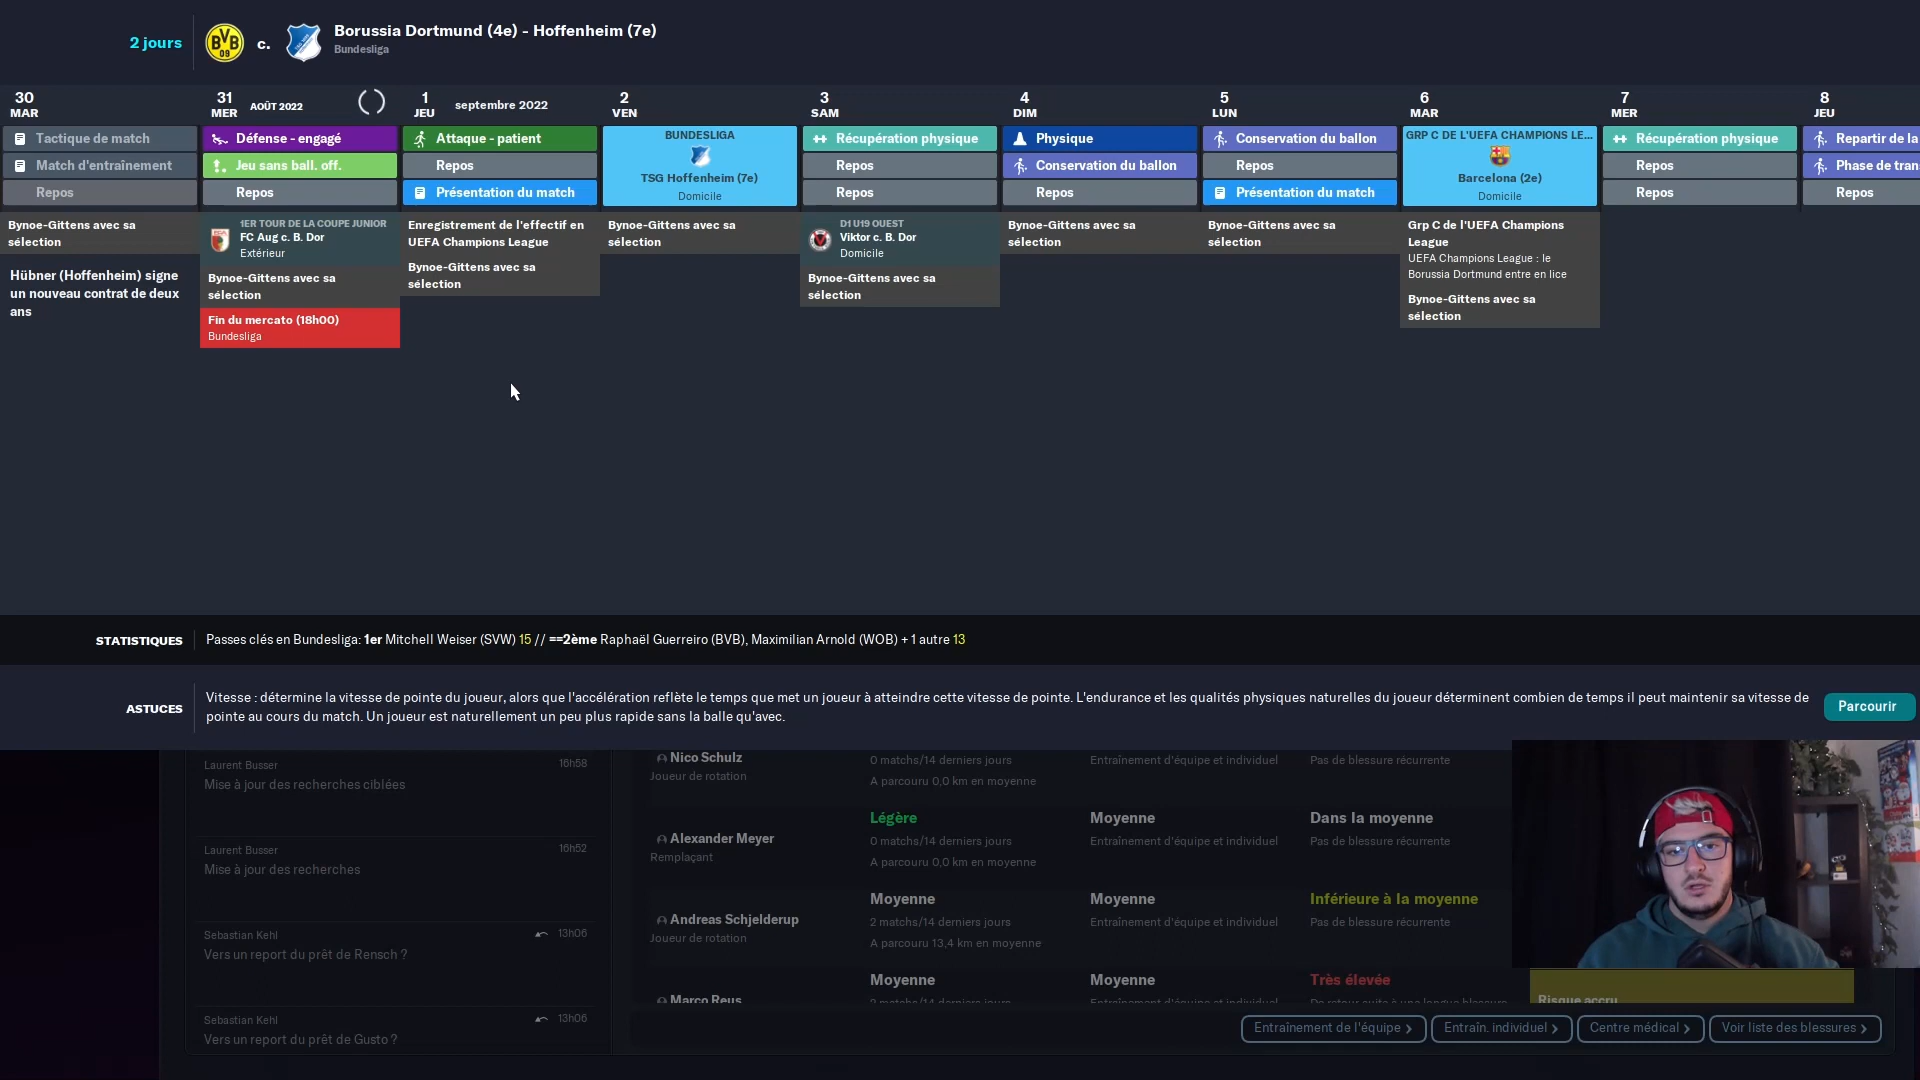 2 jours
BVB 09
c.
Borussia Dortmund (4e) - Hoffenheim (7e)
Bundesliga
30 MAR
31 MER AOÛT 2022
1 JEU septembre 2022
2 VEN
3 SAM
4 DIM
5 LUN
6 MAR
7 MER
8 JEU
Tactique de match
Match d'entraînement
Repos
Bynoe-Gittens avec sa
sélection
Hübner (Hoffenheim) signe
un nouveau contrat de deux
ans
Défense - engagé
Jeu sans ball. off.
Repos
1ER TOUR DE LA COUPE JUNIOR
FC Aug c. B. Dor
Extérieur
Bynoe-Gittens avec sa
sélection
Fin du mercato (18h00)
Bundesliga
Attaque - patient
Repos
Présentation du match
Enregistrement de l'effectif en
UEFA Champions League
Bynoe-Gittens avec sa
sélection
BUNDESLIGA
TSG Hoffenheim (7e)
Domicile
Bynoe-Gittens avec sa
sélection
Récupération physique
Repos
Repos
D1 U19 OUEST
Viktor c. B. Dor
Domicile
Bynoe-Gittens avec sa
sélection
Physique
Conservation du ballon
Repos
Bynoe-Gittens avec sa
sélection
Conservation du ballon
Repos
Présentation du match
Bynoe-Gittens avec sa
sélection
GRP C DE L'UEFA CHAMPIONS LE...
Barcelona (2e)
Domicile
Grp C de l'UEFA Champions
League
UEFA Champions League : le
Borussia Dortmund entre en lice
Bynoe-Gittens avec sa
sélection
Récupération physique
Repos
Repos
Repartir de la
Phase de tran
Repos
STATISTIQUES
Passes clés en Bundesliga: 1er Mitchell Weiser (SVW) 15 // ==2ème Raphaël Guerreiro (BVB), Maximilian Arnold (WOB) + 1 autre 13
ASTUCES
Vitesse : détermine la vitesse de pointe du joueur, alors que l'accélération reflète le temps que met un joueur à atteindre cette vitesse de pointe. L'endurance et les qualités physiques naturelles du joueur déterminent combien de temps il peut maintenir sa vitesse de
pointe au cours du match. Un joueur est naturellement un peu plus rapide sans la balle qu'avec.
Parcourir
Laurent Busser 16h58
Mise à jour des recherches ciblées
Laurent Busser 16h52
Mise à jour des recherches
Sebastian Kehl 13h06
Vers un report du prêt de Rensch ?
Sebastian Kehl 13h06
Vers un report du prêt de Gusto ?
Nico Schulz
Joueur de rotation
0 matchs/14 derniers jours
A parcouru 0,0 km en moyenne
Entraînement d'équipe et individuel
Pas de blessure récurrente
Alexander Meyer
Remplaçant
Légère
0 matchs/14 derniers jours
A parcouru 0,0 km en moyenne
Moyenne
Entraînement d'équipe et individuel
Dans la moyenne
Pas de blessure récurrente
Andreas Schjelderup
Joueur de rotation
Moyenne
2 matchs/14 derniers jours
A parcouru 13,4 km en moyenne
Moyenne
Entraînement d'équipe et individuel
Inférieure à la moyenne
Pas de blessure récurrente
Marco Reus
Moyenne
2 matchs/14 derniers jours
Moyenne
Entraînement d'équipe et individuel
Très élevée
De retour suite à une longue blessure
Risque accru
Entraînement de l'équipe
Entraîn. individuel
Centre médical
Voir liste des blessures